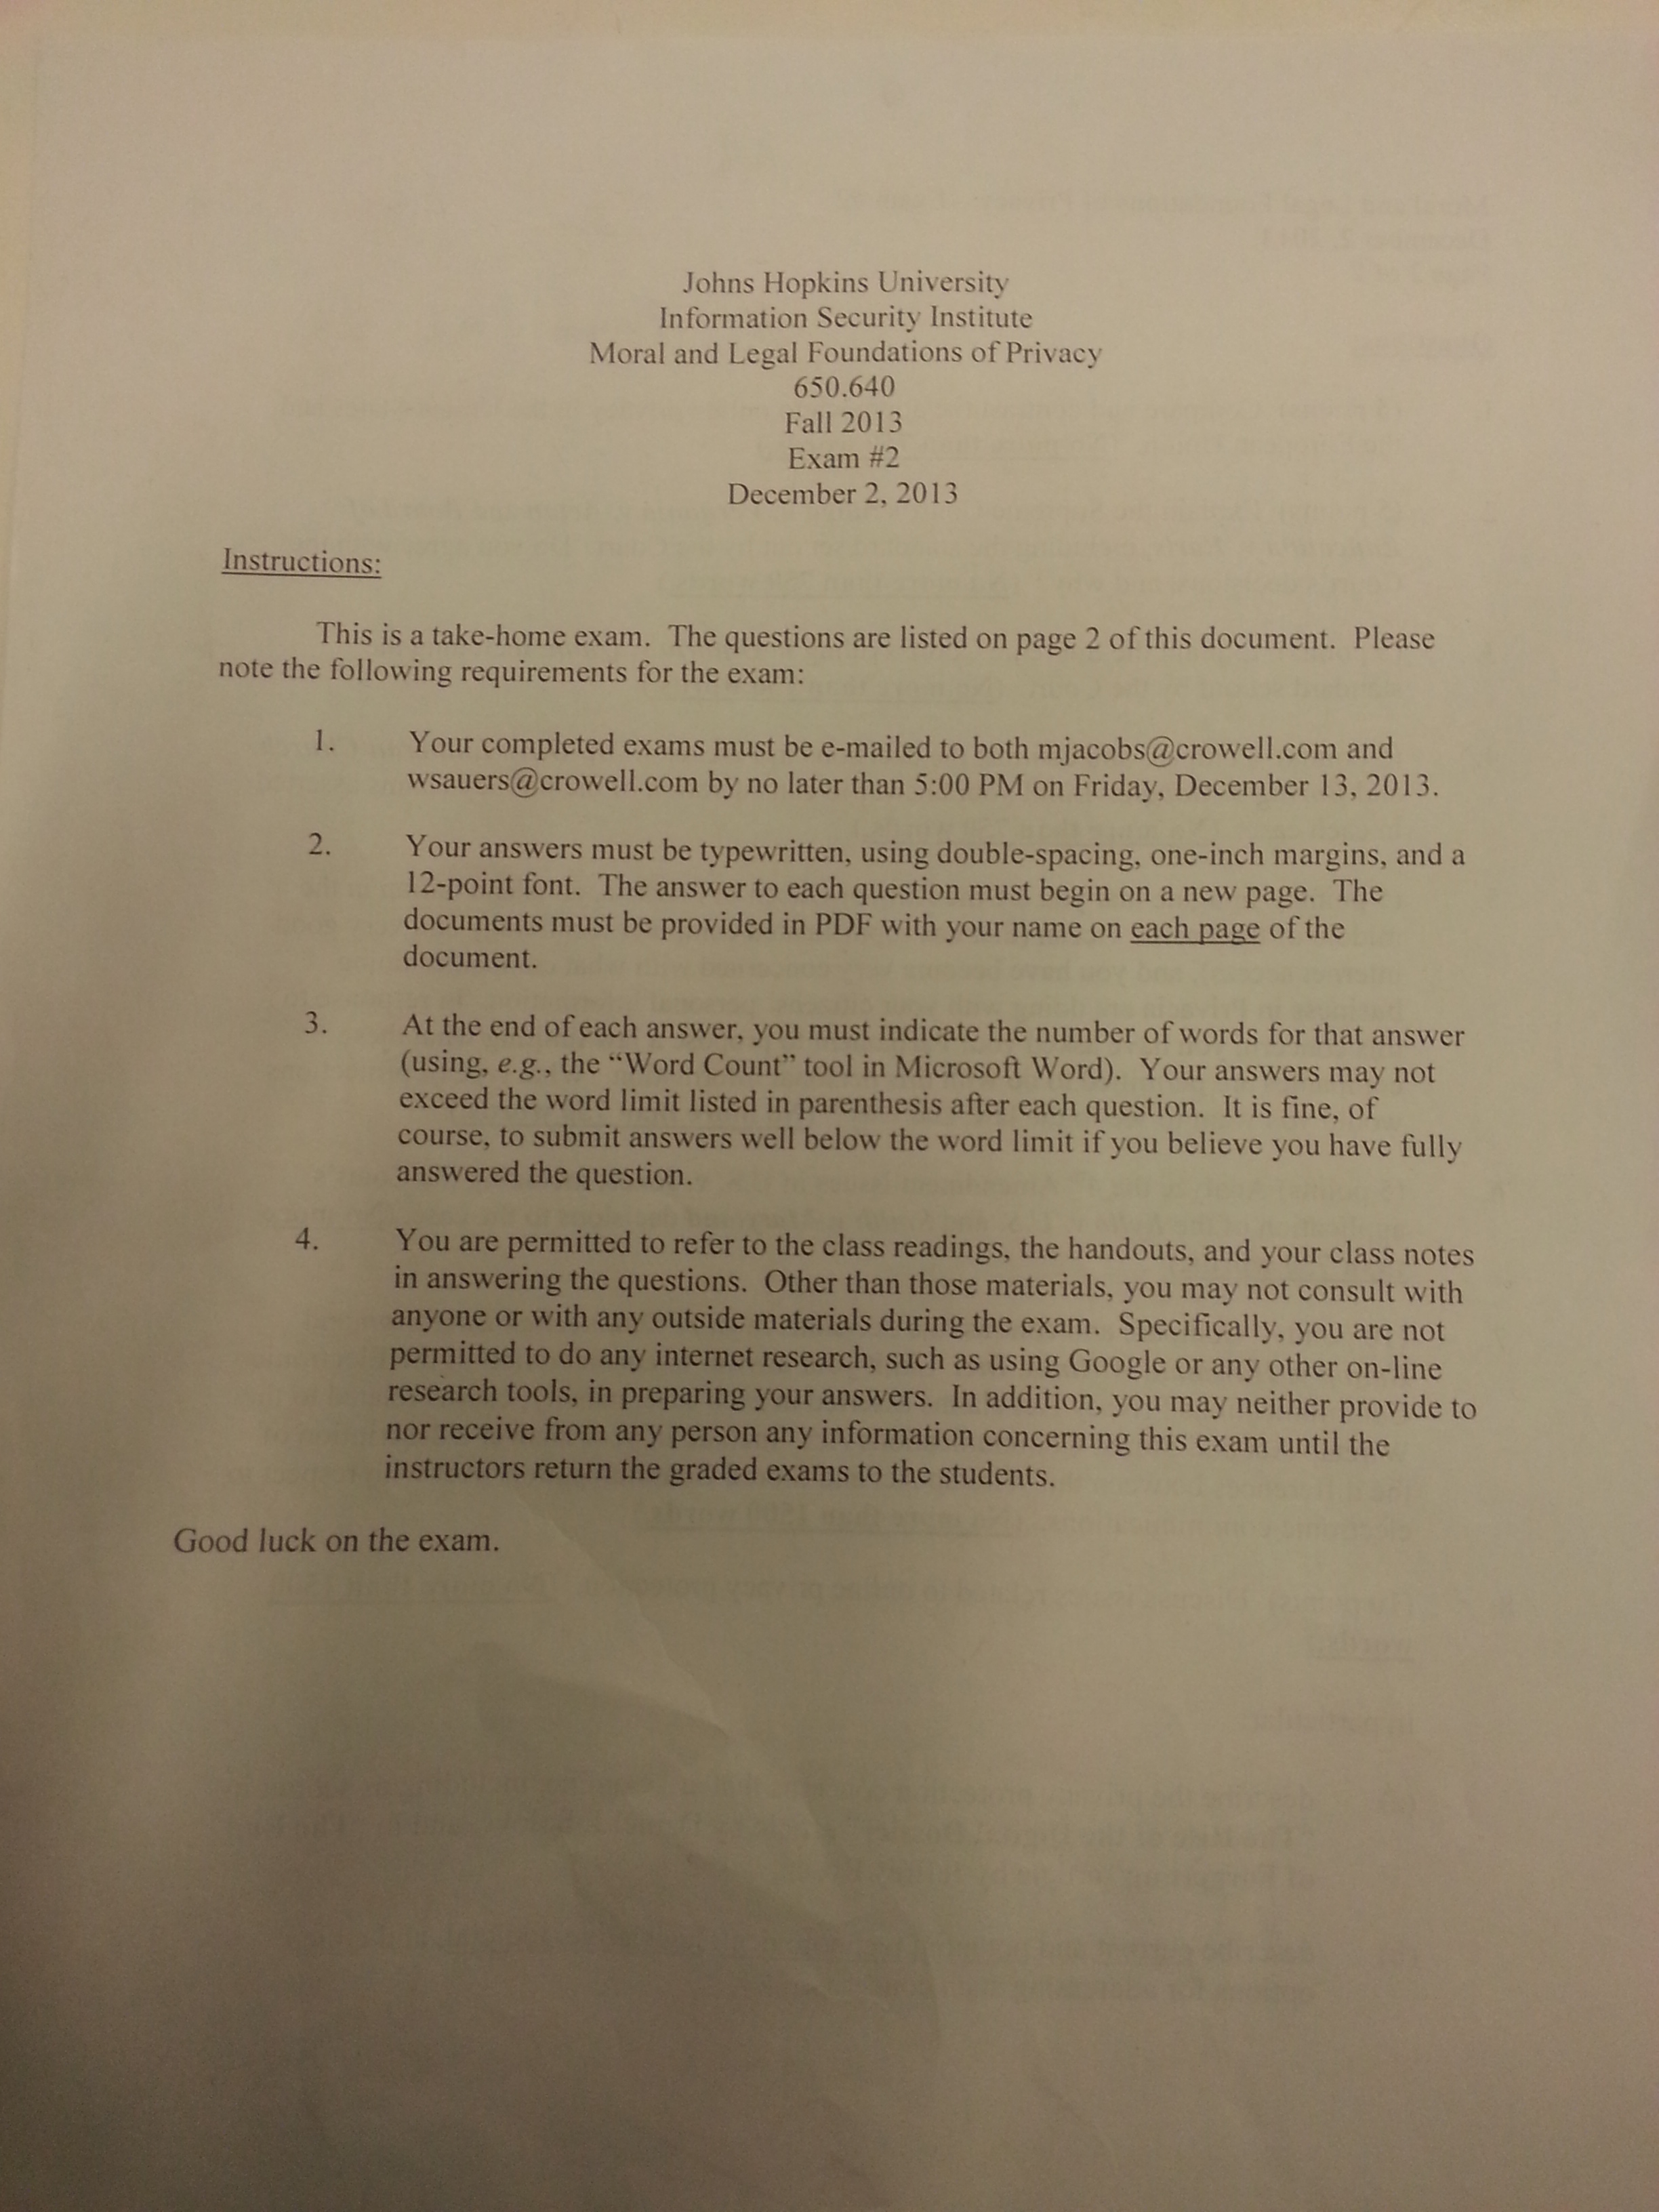 Johns Hopkins University
Information Security Institute
Moral and Legal Foundations of Privacy
650.640
Fall 2013
Exam #2
December 2, 2013
Instructions:
This is a take-home exam.  The questions are listed on page 2 of this document.  Please
note the following requirements for the exam:
1. Your completed exams must be e-mailed to both mjacobs@crowell.com and
wsauers@crowell.com by no later than 5:00 PM on Friday, December 13, 2013.
2. Your answers must be typewritten, using double-spacing, one-inch margins, and a
12-point font.  The answer to each question must begin on a new page.  The
documents must be provided in PDF with your name on each page of the
document.
3. At the end of each answer, you must indicate the number of words for that answer
(using, e.g., the “Word Count” tool in Microsoft Word).  Your answers may not
exceed the word limit listed in parenthesis after each question.  It is fine, of
course, to submit answers well below the word limit if you believe you have fully
answered the question.
4. You are permitted to refer to the class readings, the handouts, and your class notes
in answering the questions.  Other than those materials, you may not consult with
anyone or with any outside materials during the exam.  Specifically, you are not
permitted to do any internet research, such as using Google or any other on-line
research tools, in preparing your answers.  In addition, you may neither provide to
nor receive from any person any information concerning this exam until the
instructors return the graded exams to the students.
Good luck on the exam.